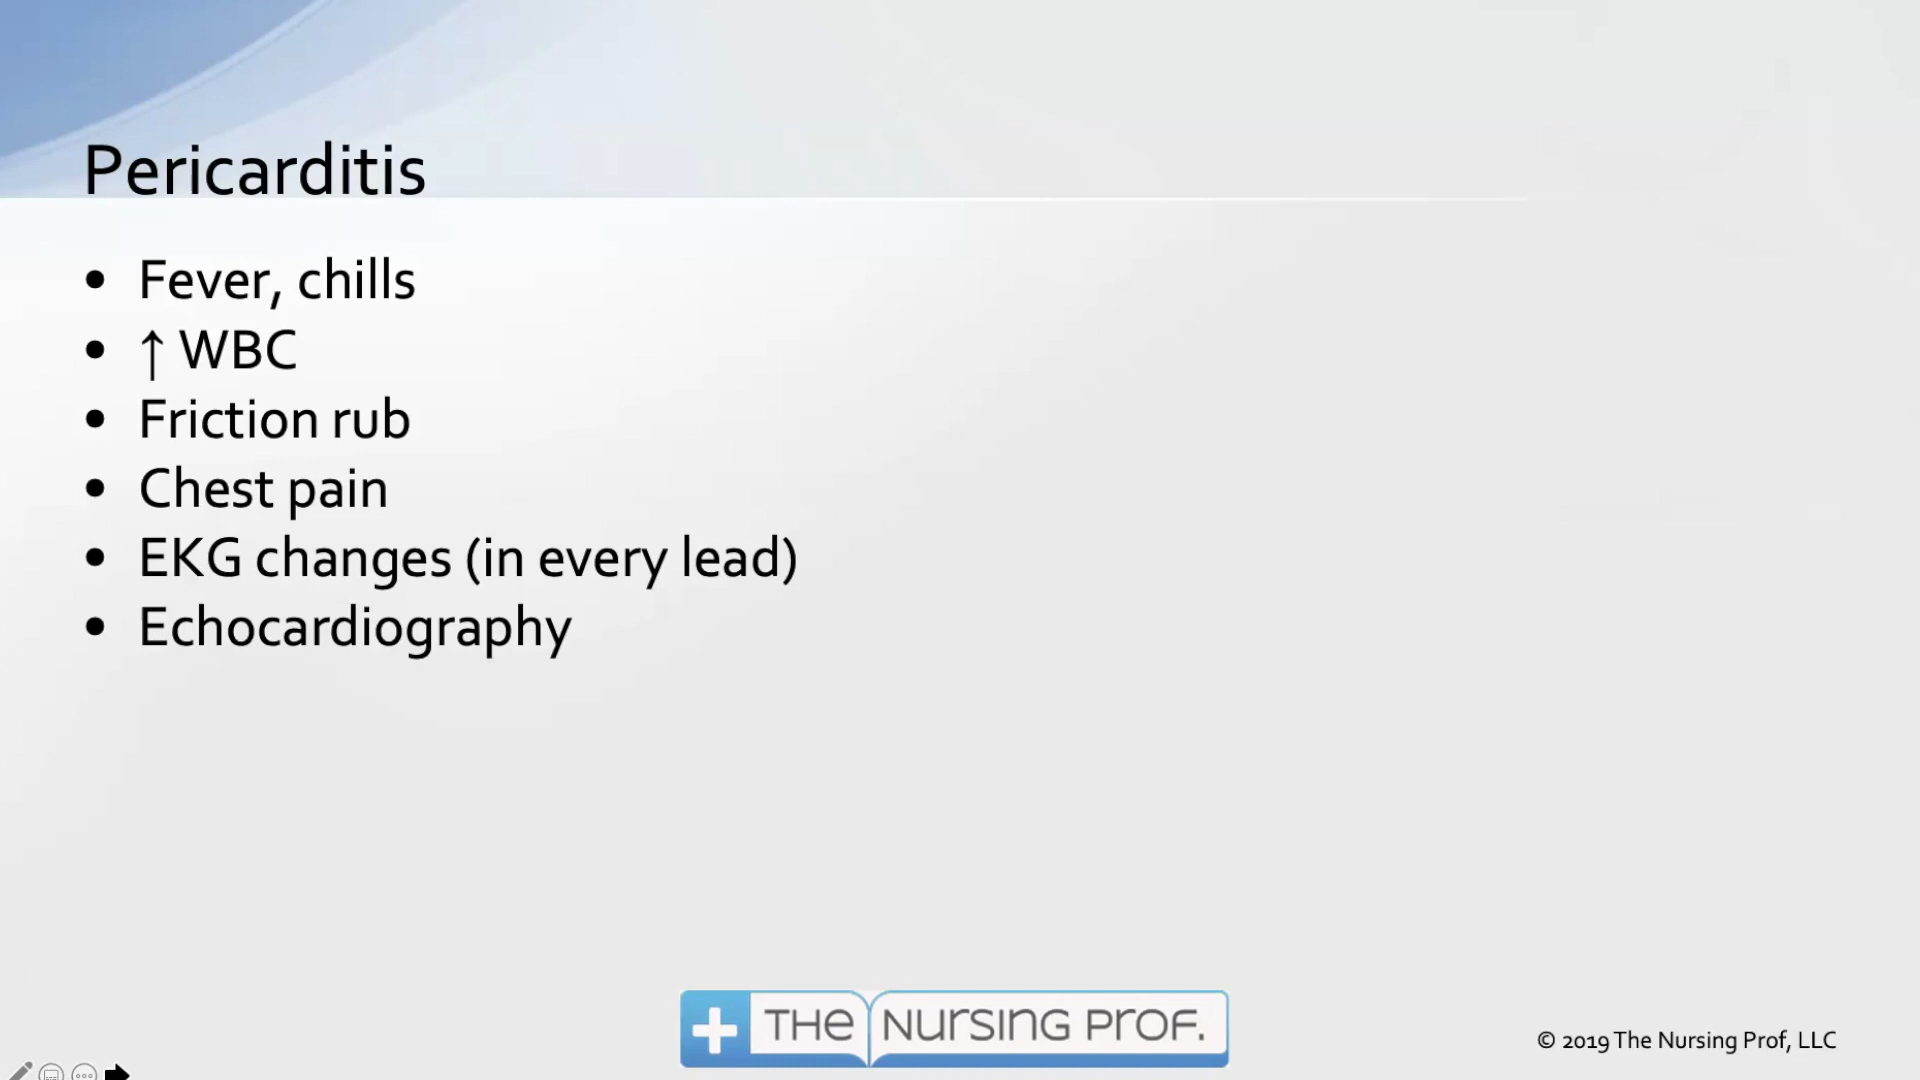 Pericarditis
• Fever, chills
• ↑ WBC
• Friction rub
• Chest pain
• EKG changes (in every lead)
• Echocardiography
THE NURSING PROF.
© 2019 The Nursing Prof, LLC